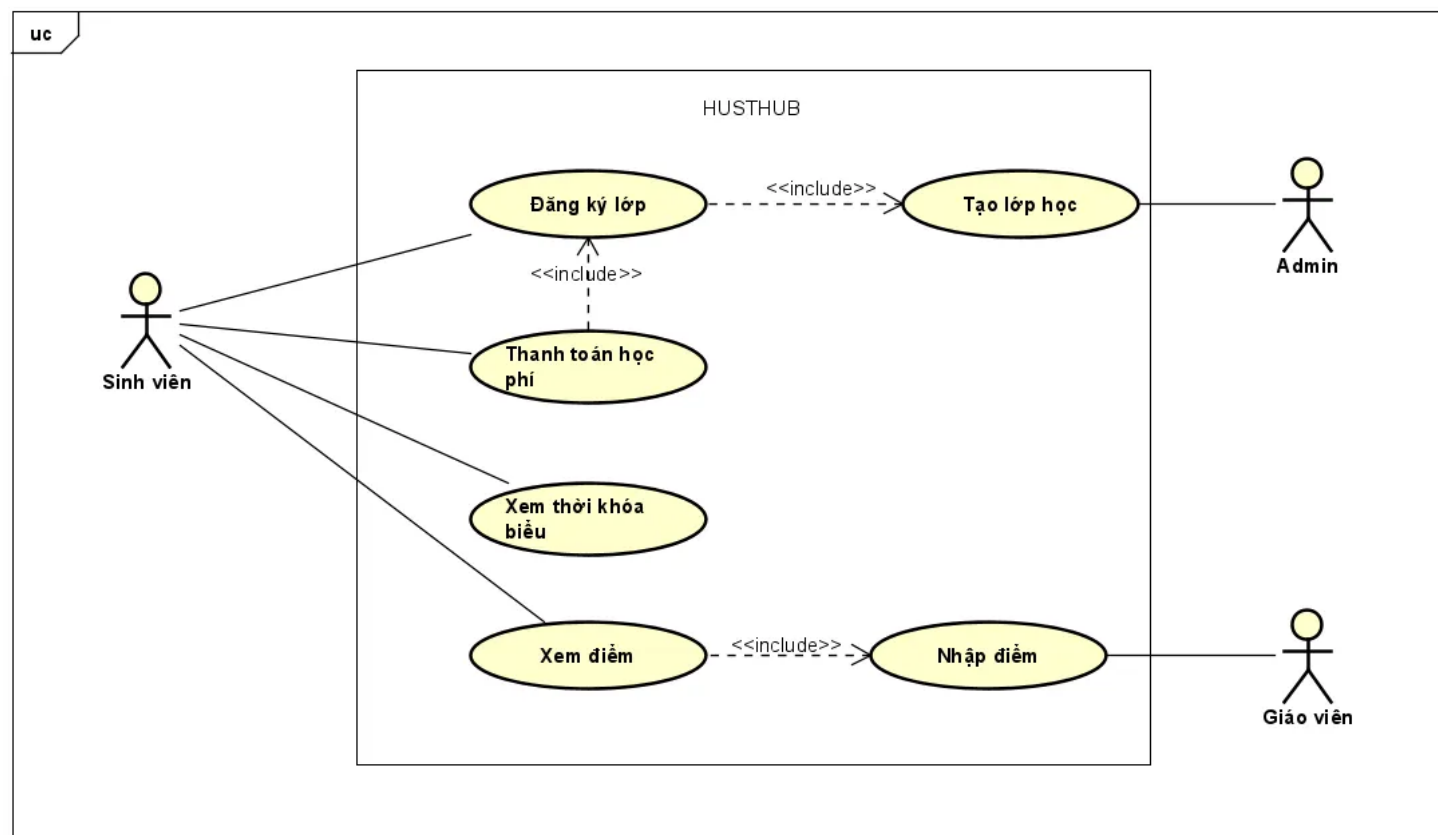 uc
HUSTHUB
Đăng ký lớp
<<include>>
Tạo lớp học
Admin
<<include>>
Sinh viên
Thanh toán học
phí
Xem thời khóa
biểu
Xem điểm
<<include>>
Nhập điểm
Giáo viên